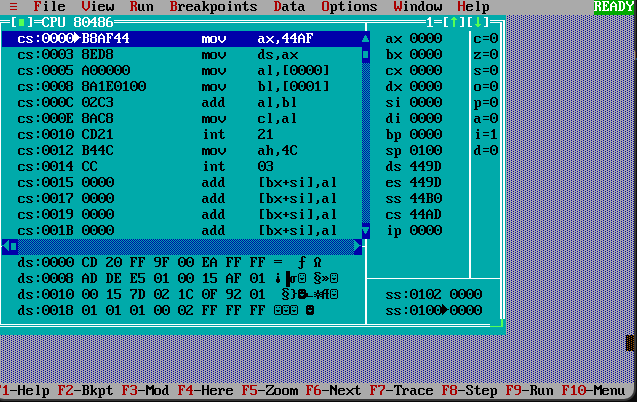 ≡ File View Run Breakpoints Data Options Window Help READY
[■]=CPU 80486 1=[↑][↓]
cs:0000►B8AF44 mov ax,44AF ax 0000 c=0
cs:0003 8ED8 mov ds,ax bx 0000 z=0
cs:0005 A00000 mov al,[0000] cx 0000 s=0
cs:0008 8A1E0100 mov bl,[0001] dx 0000 o=0
cs:000C 02C3 add al,bl si 0000 p=0
cs:000E 8AC8 mov cl,al di 0000 a=0
cs:0010 CD21 int 21 bp 0000 i=1
cs:0012 B44C mov ah,4C sp 0100 d=0
cs:0014 CC int 03 ds 449D
cs:0015 0000 add [bx+si],al es 449D
cs:0017 0000 add [bx+si],al ss 44B0
cs:0019 0000 add [bx+si],al cs 44AD
cs:001B 0000 add [bx+si],al ip 0000
ds:0000 CD 20 FF 9F 00 EA FF FF = ƒ Ω
ds:0008 AD DE E5 01 00 15 AF 01 ¡▐σ☺ §»☺
ds:0010 00 15 7D 02 1C 0F 92 01 §}☻∟☼Æ☺ ss:0102 0000
ds:0018 01 01 01 00 02 FF FF FF ☺☺☺ ☻ ss:0100►0000
1-Help F2-Bkpt F3-Mod F4-Here F5-Zoom F6-Next F7-Trace F8-Step F9-Run F10-Menu